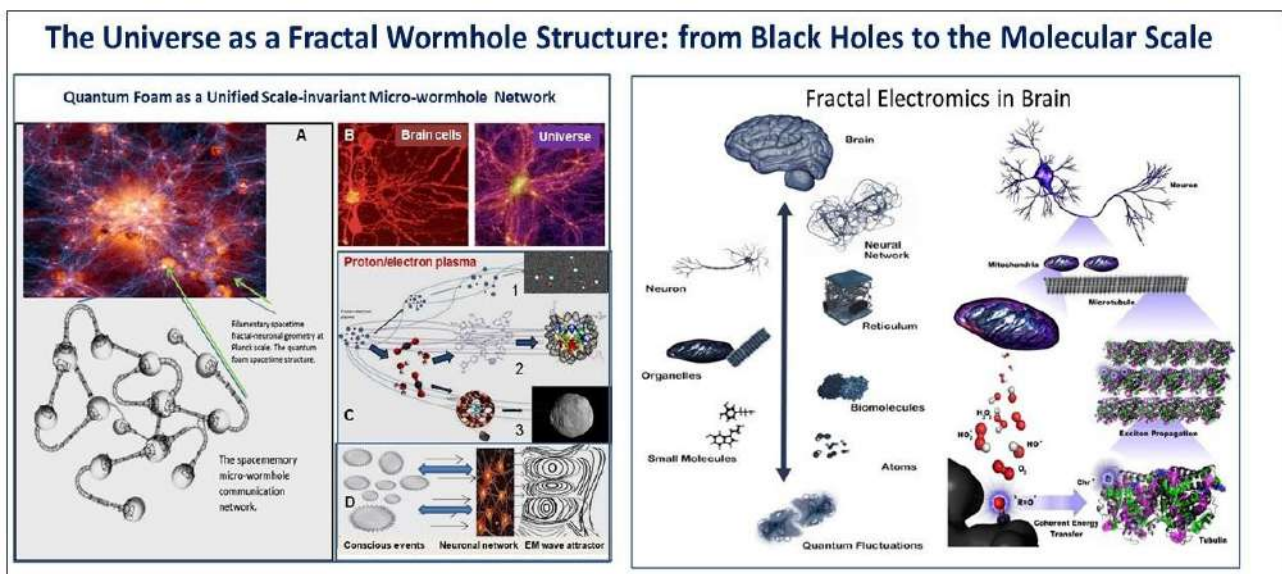 The Universe as a Fractal Wormhole Structure: from Black Holes to the Molecular Scale
Quantum Foam as a Unified Scale-invariant Micro-wormhole Network
A
Filamentary spacetime
fractal-neuronal geometry at
Planck scale. The quantum
foam spacetime structure.
The spacememory
micro-wormhole
communication
network.
B
Brain cells
Universe
Proton/electron plasma
1
2
C
3
D
Conscious events
Neuronal network
EM wave attractor
Fractal Electromics in Brain
Brain
Neural
Network
Neuron
Reticulum
Organelles
Biomolecules
Small Molecules
Atoms
Quantum Fluctuations
Neuron
Mitochondria
Microtubule
Exciton Propagation
O₂
Coherent Energy
Transfer
Tubulin